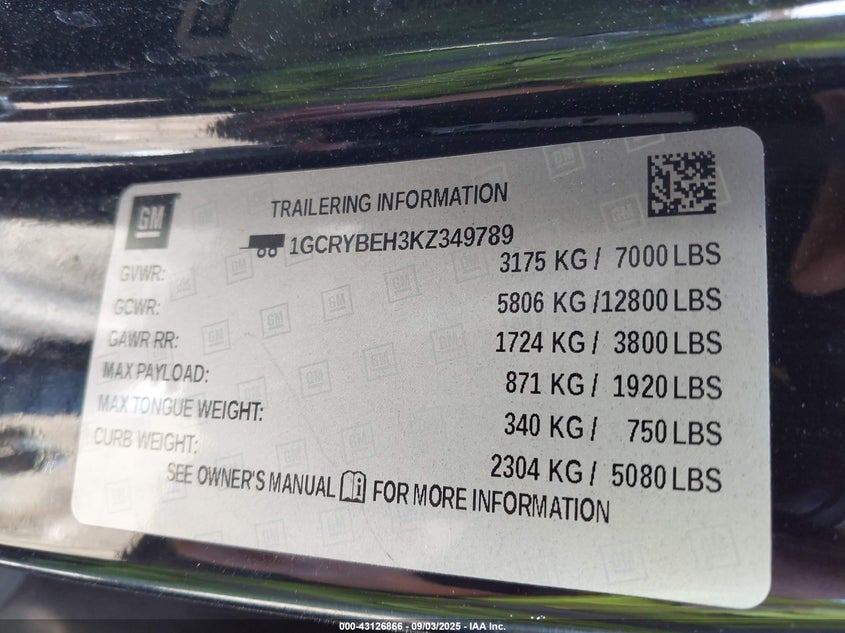 GM
TRAILERING INFORMATION
1GCRYBEH3KZ349789
GVWR: 3175 KG / 7000 LBS
GCWR: 5806 KG /12800 LBS
GAWR RR: 1724 KG / 3800 LBS
MAX PAYLOAD: 871 KG / 1920 LBS
MAX TONGUE WEIGHT: 340 KG / 750 LBS
CURB WEIGHT: 2304 KG / 5080 LBS
SEE OWNER'S MANUAL FOR MORE INFORMATION
000-43126866 - 09/03/2025 - IAA Inc.